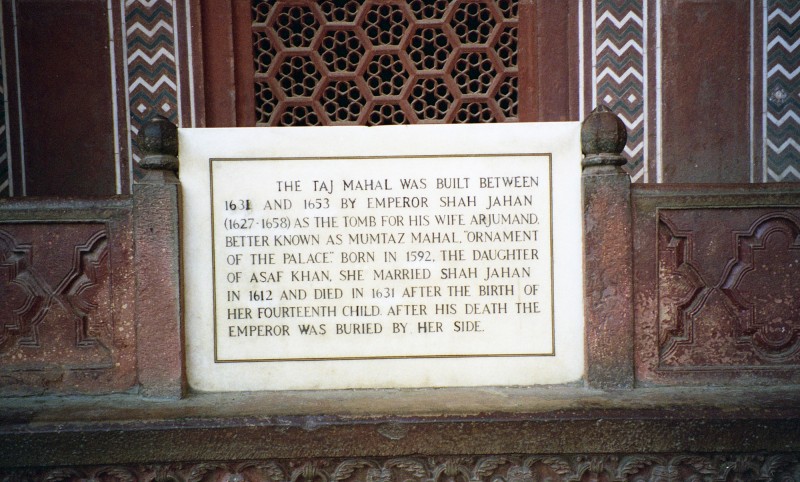 THE TAJ MAHAL WAS BUILT BETWEEN
1631 AND 1653 BY EMPEROR SHAH JAHAN
(1627-1658) AS THE TOMB FOR HIS WIFE ARJUMAND,
BETTER KNOWN AS MUMTAZ MAHAL, "ORNAMENT
OF THE PALACE." BORN IN 1592, THE DAUGHTER
OF ASAF KHAN, SHE MARRIED SHAH JAHAN
IN 1612 AND DIED IN 1631 AFTER THE BIRTH OF
HER FOURTEENTH CHILD. AFTER HIS DEATH THE
EMPEROR WAS BURIED BY HER SIDE.